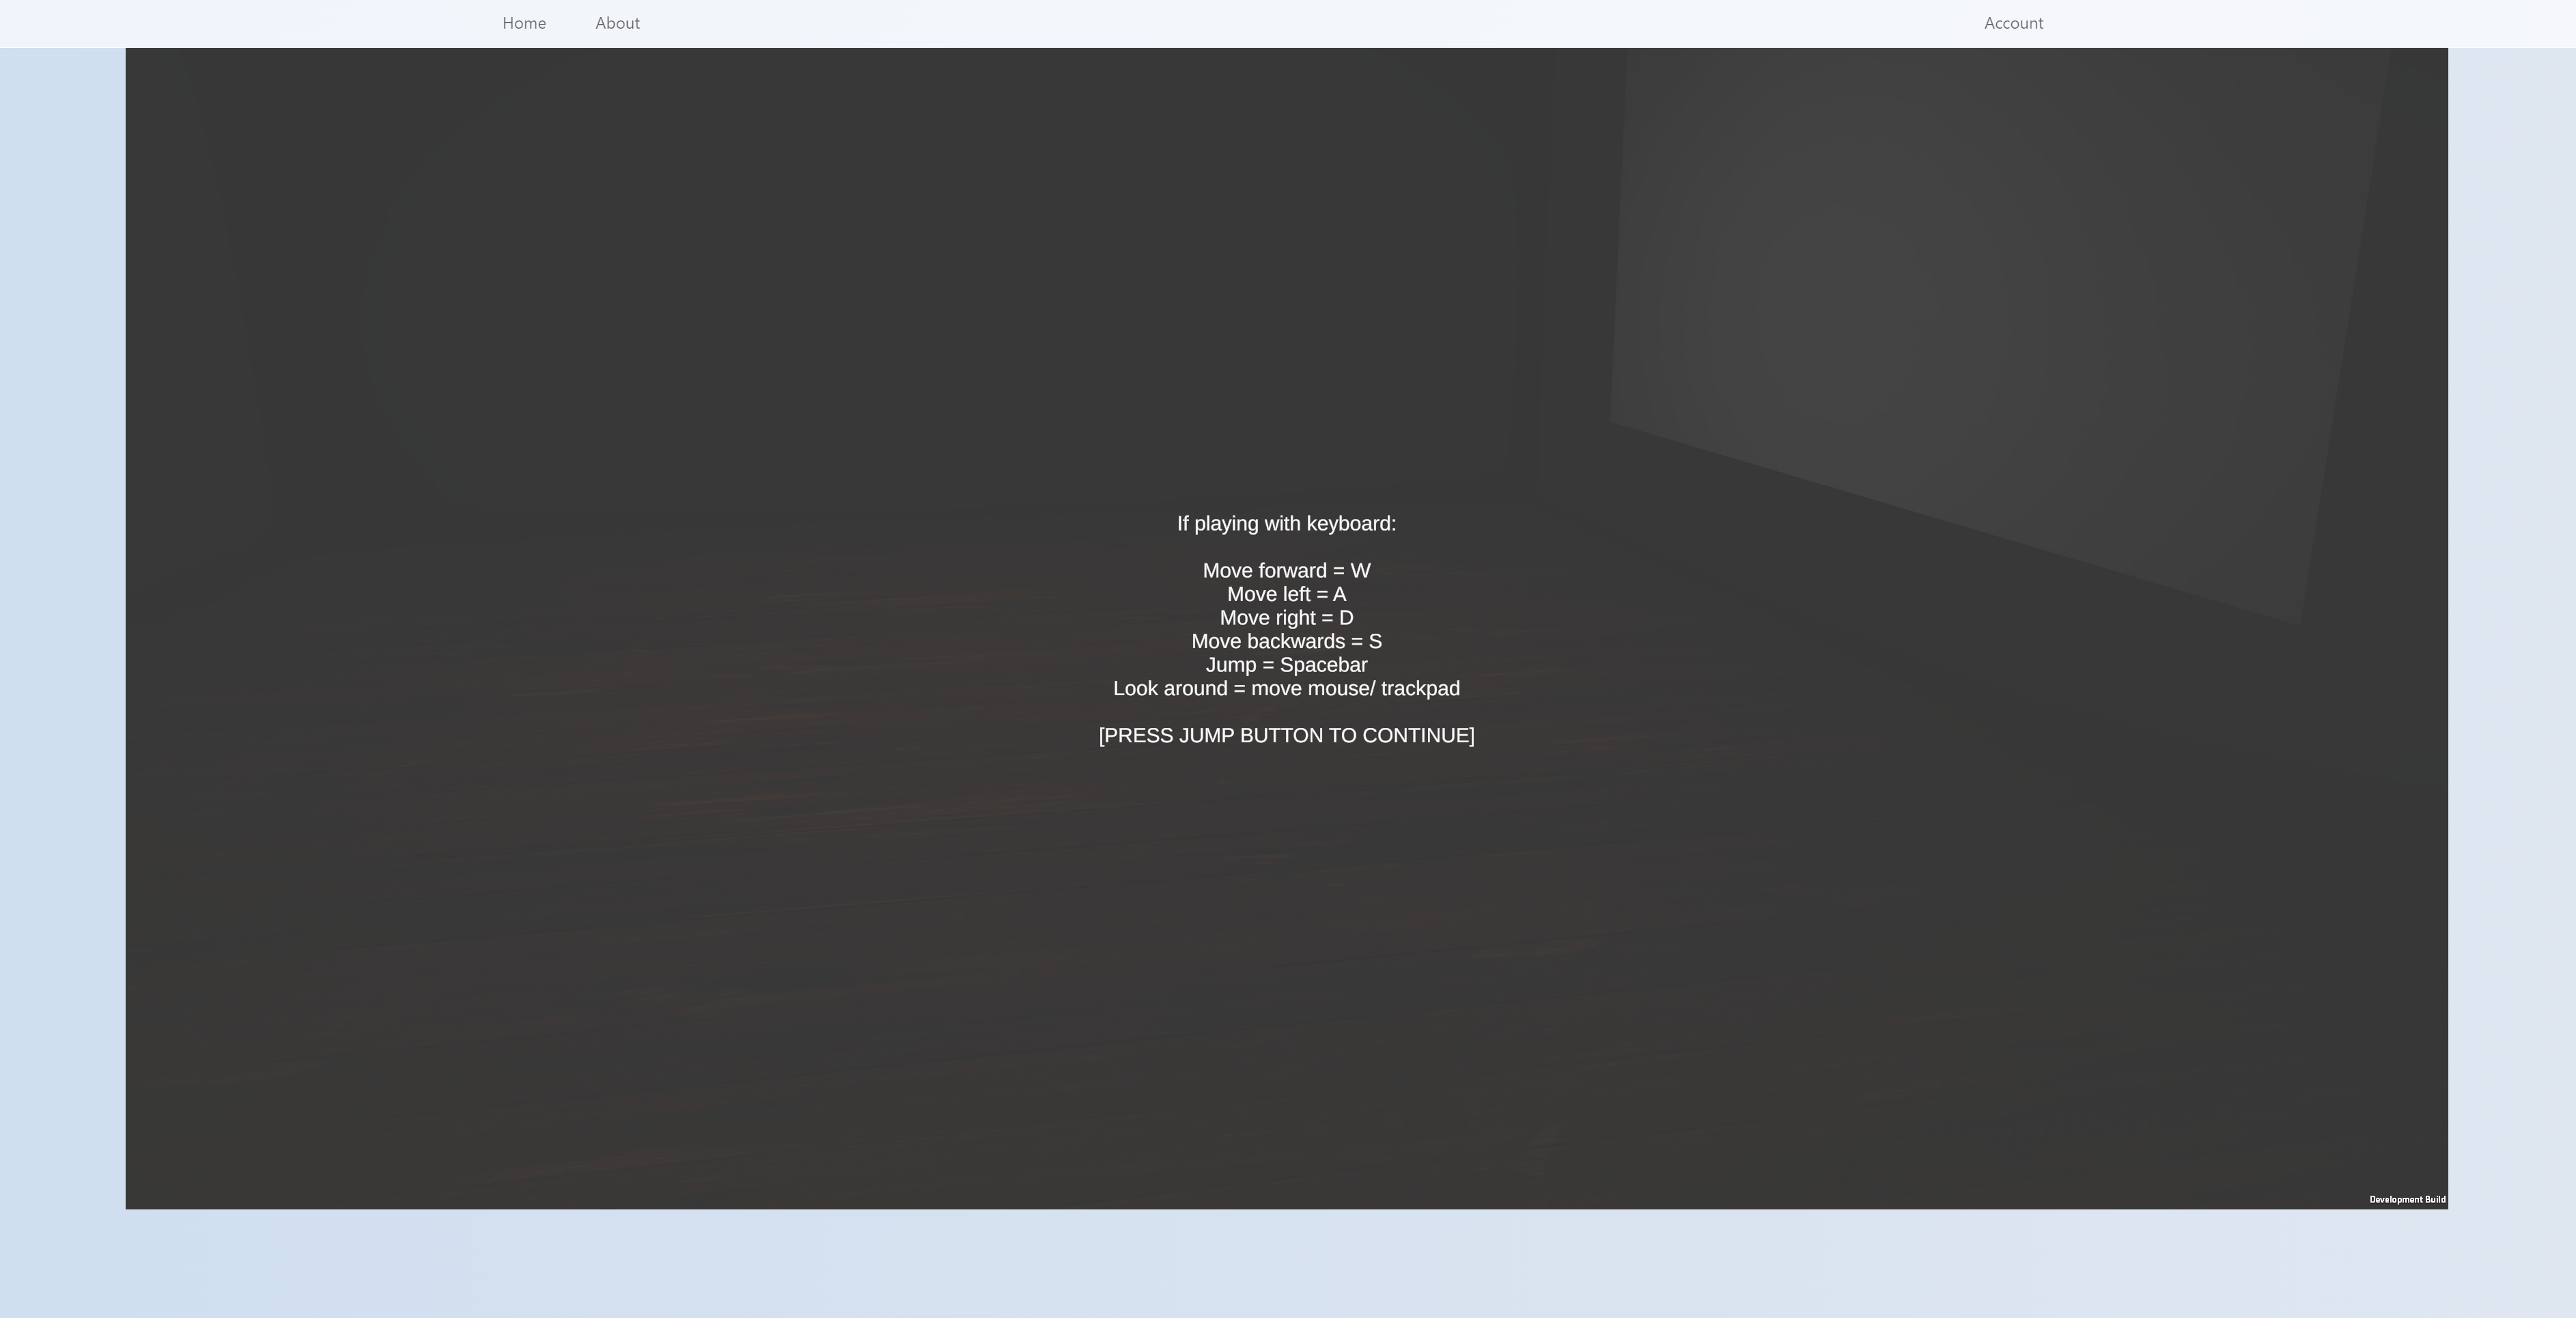 Home About Account
If playing with keyboard:
Move forward = W
Move left = A
Move right = D
Move backwards = S
Jump = Spacebar
Look around = move mouse/ trackpad
[PRESS JUMP BUTTON TO CONTINUE]
Development Build